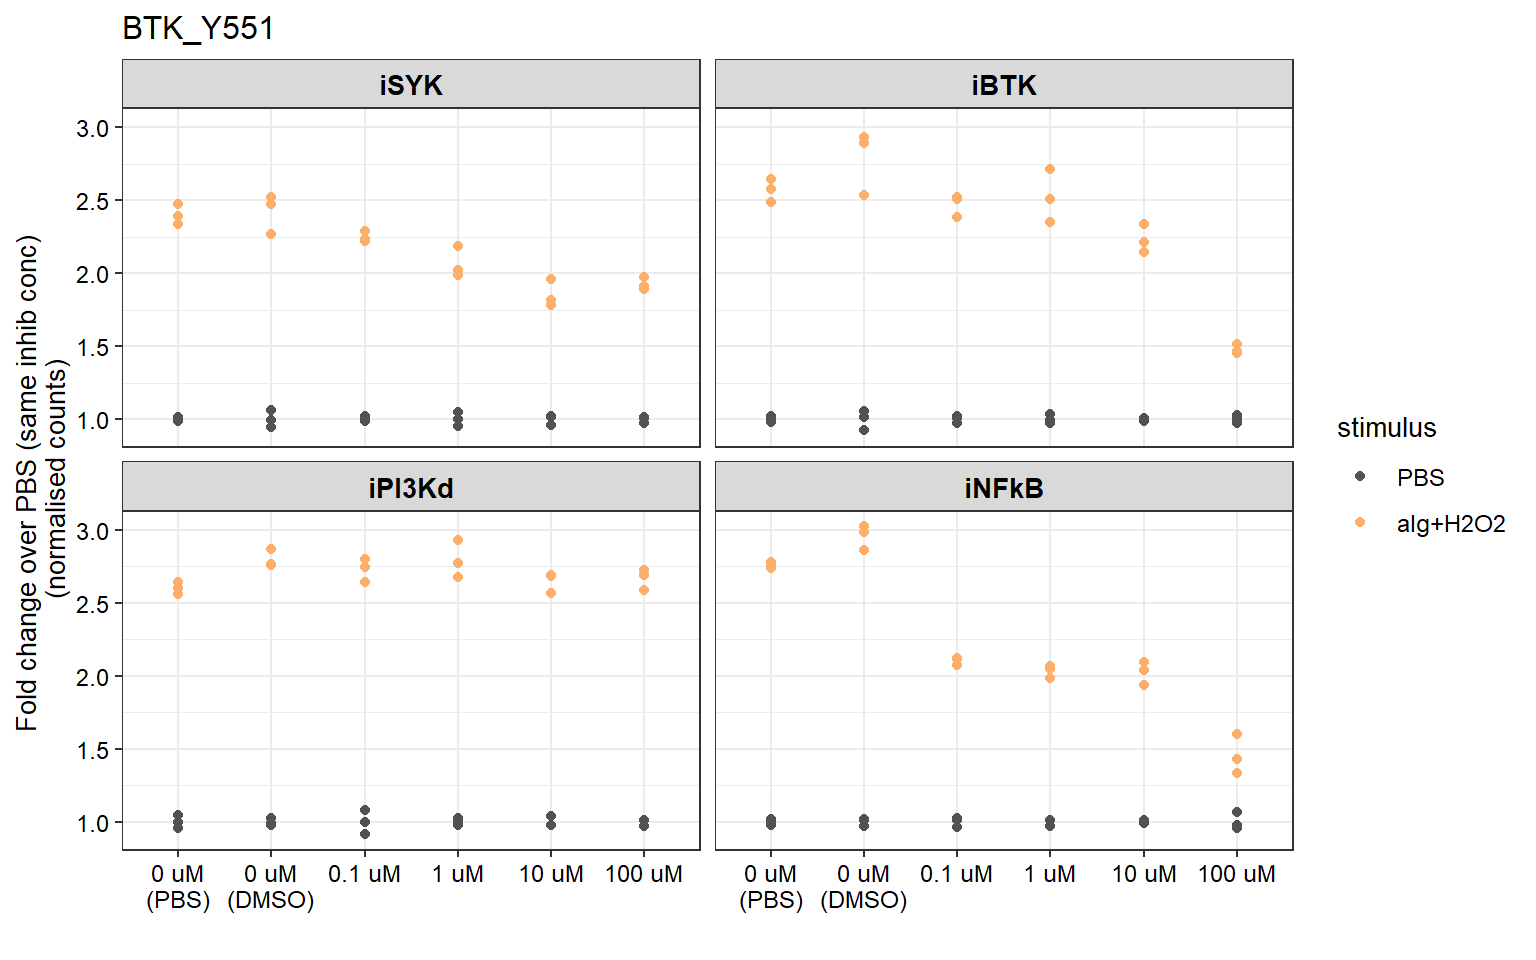 BTK_Y551
iSYK
iBTK
3.0
2.5
2.0
1.5
1.0
iPI3Kd
iNFkB
3.0
2.5
2.0
1.5
1.0
Fold change over PBS (same inhib conc)
(normalised counts)
0 uM
(PBS)
0 uM
(DMSO)
0.1 uM
1 uM
10 uM
100 uM
0 uM
(PBS)
0 uM
(DMSO)
0.1 uM
1 uM
10 uM
100 uM
stimulus
PBS
aIg+H2O2